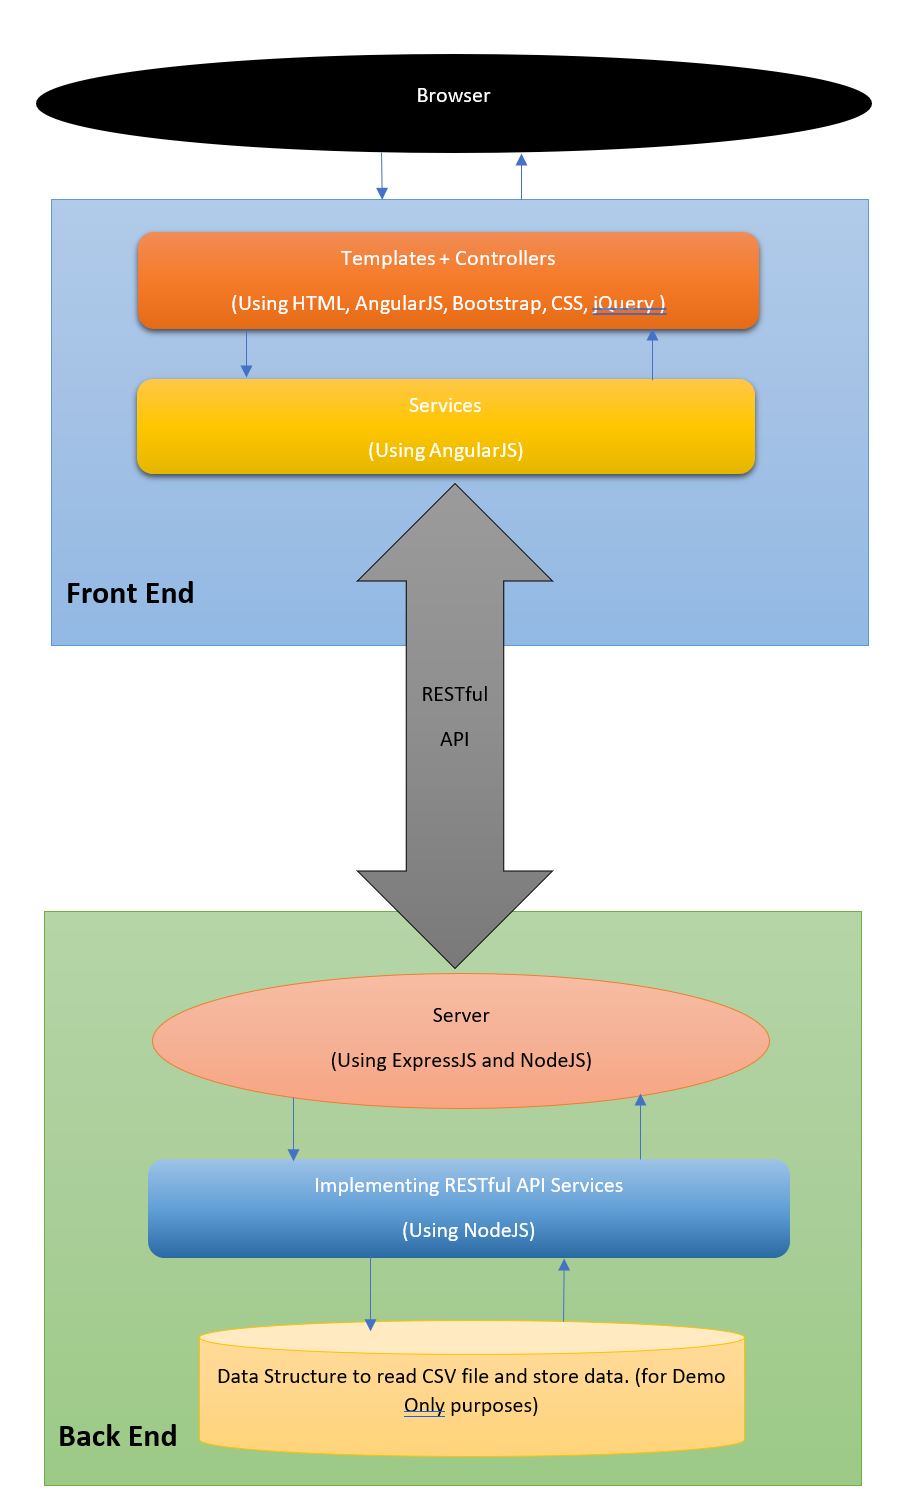 Browser
Templates + Controllers
(Using HTML, AngularJS, Bootstrap, CSS, jQuery )
Services
(Using AngularJS)
Front End
RESTful
API
Server
(Using ExpressJS and NodeJS)
Implementing RESTful API Services
(Using NodeJS)
Data Structure to read CSV file and store data. (for Demo
Only purposes)
Back End